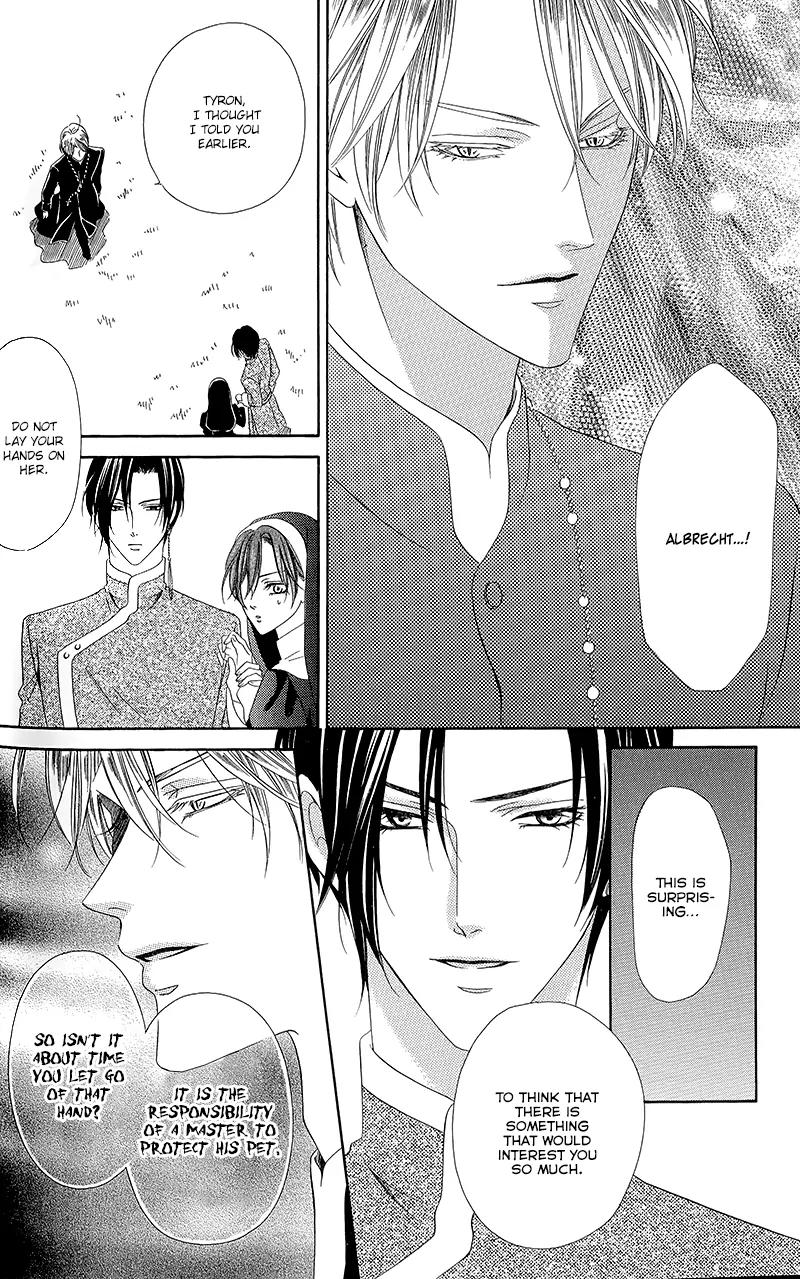 ALBRECHT...!
TYRON,
I THOUGHT
I TOLD YOU
EARLIER.
DO NOT
LAY YOUR
HANDS ON
HER.
THIS IS
SURPRIS-
ING...
TO THINK THAT
THERE IS
SOMETHING
THAT WOULD
INTEREST YOU
SO MUCH.
IT IS THE
RESPONSIBILITY
OF A MASTER TO
PROTECT HIS PET.
SO ISN'T IT
ABOUT TIME
YOU LET GO
OF THAT
HAND?